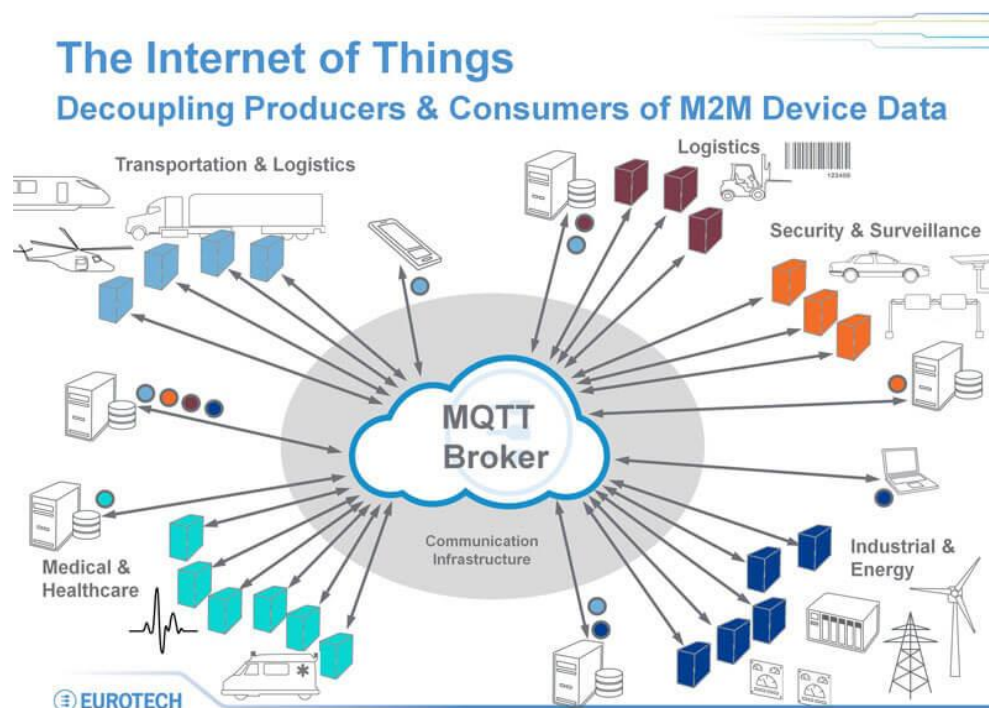 The Internet of Things
Decoupling Producers & Consumers of M2M Device Data
Transportation & Logistics
Logistics
123456
Security & Surveillance
MQTT
Broker
Communication
Infrastructure
Medical &
Healthcare
Industrial &
Energy
EUROTECH